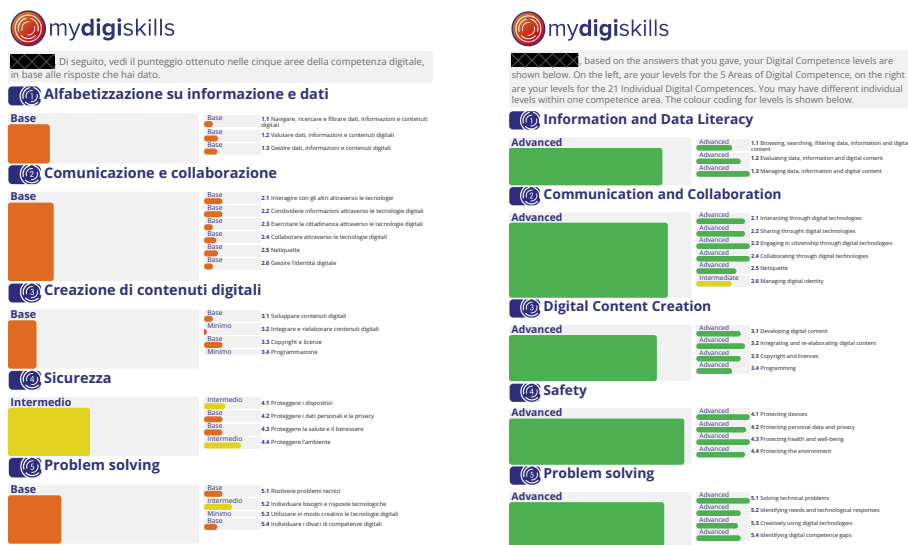 mydigiskills
Di seguito, vedi il punteggio ottenuto nelle cinque aree della competenza digitale,
in base alle risposte che hai dato.
1 Alfabetizzazione su informazione e dati
Base
Base
1.1 Navigare, ricercare e filtrare dati, informazioni e contenuti
digitali
Base
1.2 Valutare dati, informazioni e contenuti digitali
Base
1.3 Gestire dati, informazioni e contenuti digitali
2 Comunicazione e collaborazione
Base
Base
2.1 Interagire con gli altri attraverso le tecnologie
Base
2.2 Condividere informazioni attraverso le tecnologie digitali
Base
2.3 Esercitare la cittadinanza attraverso le tecnologie digitali
Base
2.4 Collaborare attraverso le tecnologie digitali
Base
2.5 Netiquette
Base
2.6 Gestire l'identità digitale
3 Creazione di contenuti digitali
Base
Base
3.1 Sviluppare contenuti digitali
Minimo
3.2 Integrare e rielaborare contenuti digitali
Base
3.3 Copyright e licenze
Minimo
3.4 Programmazione
4 Sicurezza
Intermedio
Intermedio
4.1 Proteggere i dispositivi
Base
4.2 Proteggere i dati personali e la privacy
Base
4.3 Proteggere la salute e il benessere
Intermedio
4.4 Proteggere l'ambiente
5 Problem solving
Base
Base
5.1 Risolvere problemi tecnici
Intermedio
5.2 Individuare bisogni e risposte tecnologiche
Minimo
5.3 Utilizzare in modo creativo le tecnologie digitali
Base
5.4 Individuare i divari di competenze digitali
mydigiskills
, based on the answers that you gave, your Digital Competence levels are
shown below. On the left, are your levels for the 5 Areas of Digital Competence, on the right
are your levels for the 21 Individual Digital Competences. You may have different individual
levels within one competence area. The colour coding for levels is shown below.
1 Information and Data Literacy
Advanced
Advanced
1.1 Browsing, searching, filtering data, information and digita
content
Advanced
1.2 Evaluating data, information and digital content
Advanced
1.3 Managing data, information and digital content
2 Communication and Collaboration
Advanced
Advanced
2.1 Interacting through digital technologies
Advanced
2.2 Sharing throught digital technologies
Advanced
2.3 Engaging in citizenship through digital technologies
Advanced
2.4 Collaborating through digital technologies
Advanced
2.5 Netiquette
Intermediate
2.6 Managing digital identity
3 Digital Content Creation
Advanced
Advanced
3.1 Developing digital content
Advanced
3.2 Integrating and re-elaborating digital content
Advanced
3.3 Copyright and licences
Advanced
3.4 Programming
4 Safety
Advanced
Advanced
4.1 Protecting devices
Advanced
4.2 Protecting personal data and privacy
Advanced
4.3 Protecting health and well-being
Advanced
4.4 Protecting the environment
5 Problem solving
Advanced
Advanced
5.1 Solving technical problems
Advanced
5.2 Identifying needs and technological responses
Advanced
5.3 Creatively using digital technologies
Advanced
5.4 Identifying digital competence gaps